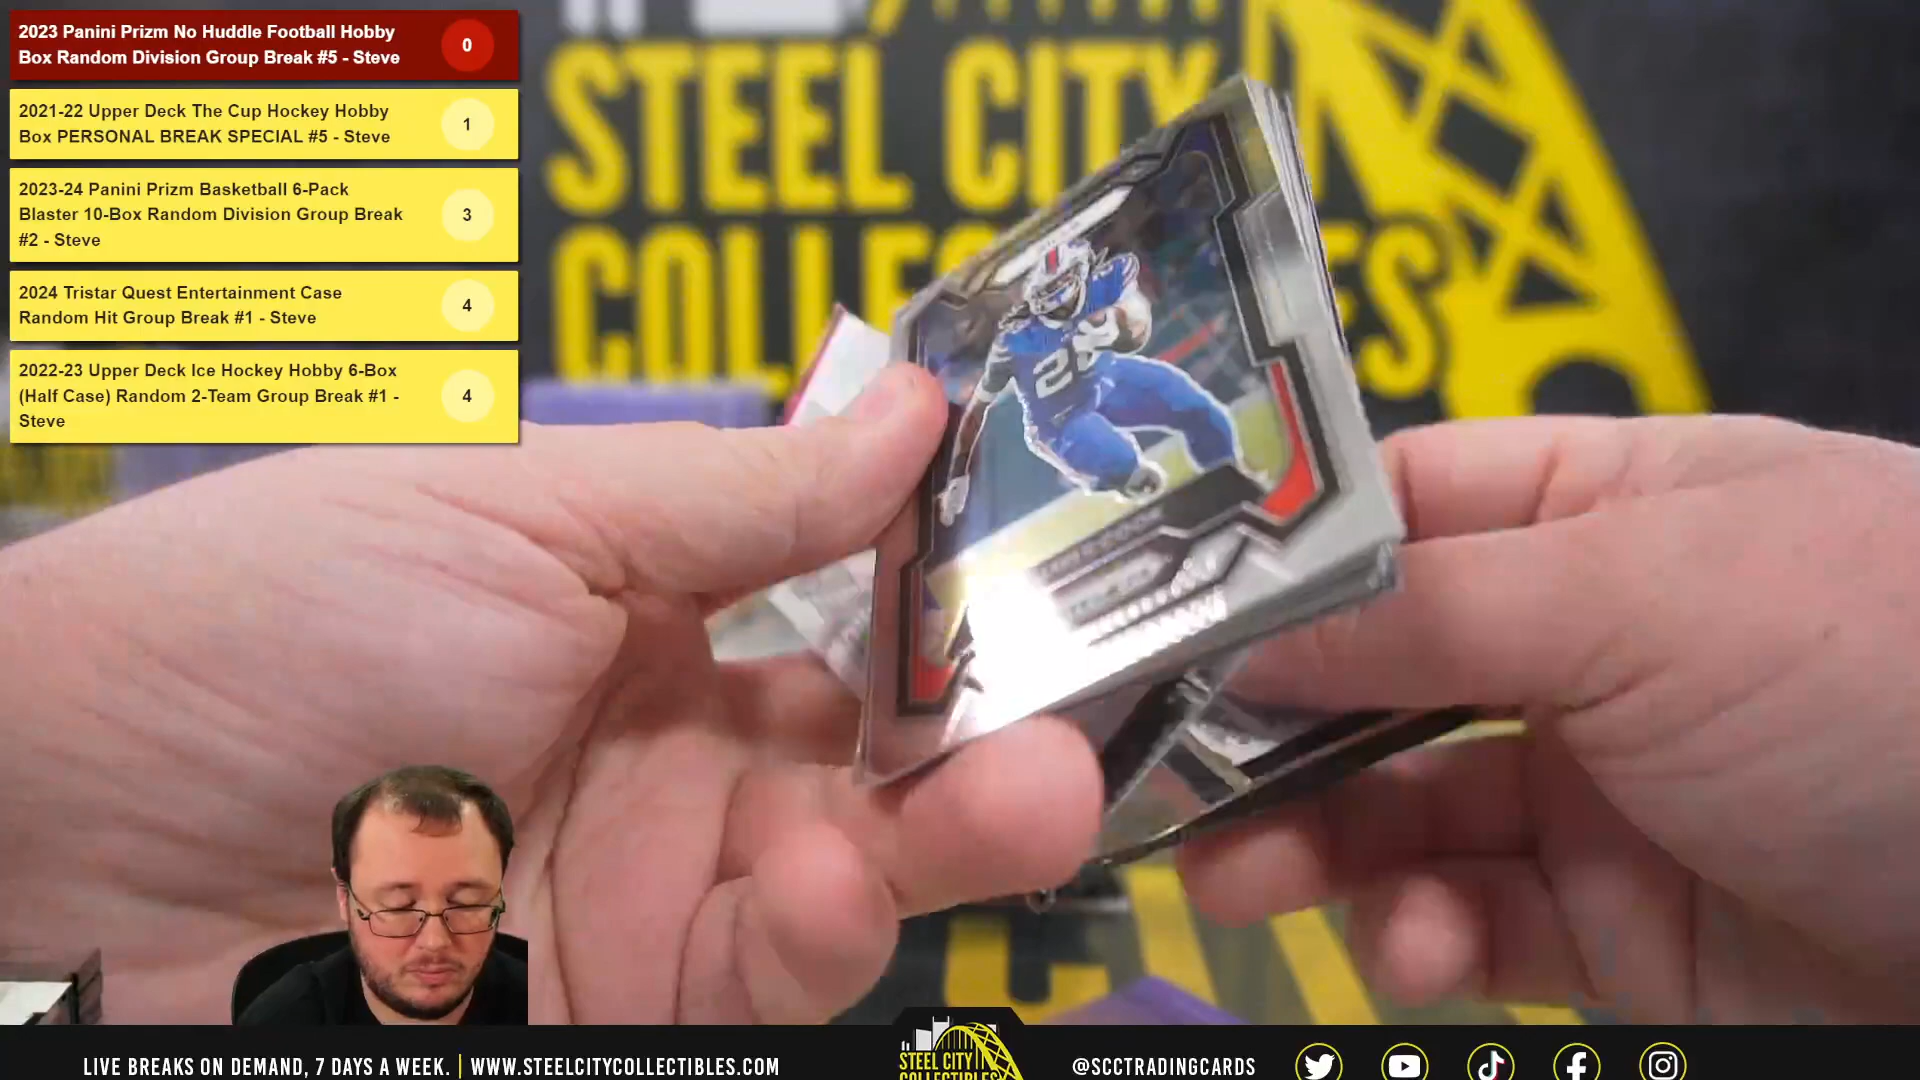 2023 Panini Prizm No Huddle Football Hobby
Box Random Division Group Break #5 - Steve
0
2021-22 Upper Deck The Cup Hockey Hobby
Box PERSONAL BREAK SPECIAL #5 - Steve
1
2023-24 Panini Prizm Basketball 6-Pack
Blaster 10-Box Random Division Group Break
#2 - Steve
3
2024 Tristar Quest Entertainment Case
Random Hit Group Break #1 - Steve
4
2022-23 Upper Deck Ice Hockey Hobby 6-Box
(Half Case) Random 2-Team Group Break #1 -
Steve
4
STEEL CITY
LIVE BREAKS ON DEMAND, 7 DAYS A WEEK. | WWW.STEELCITYCOLLECTIBLES.COM
STEEL CITY
COLLECTIBLES
@SCCTRADINGCARDS